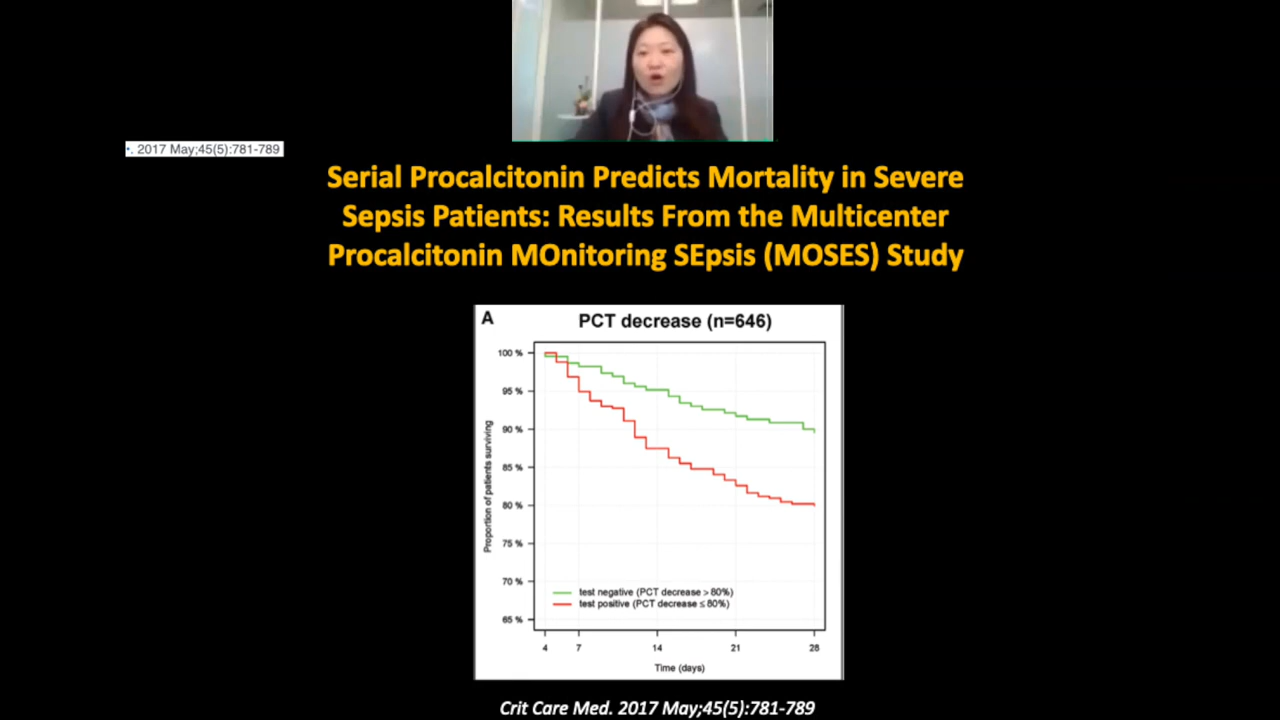 •. 2017 May;45(5):781-789
Serial Procalcitonin Predicts Mortality in Severe
Sepsis Patients: Results From the Multicenter
Procalcitonin MOnitoring SEpsis (MOSES) Study
A
PCT decrease (n=646)
100 %
95 %
90 %
85 %
80 %
75 %
70 %
65 %
Proportion of patients surviving
test negative (PCT decrease > 80%)
test positive (PCT decrease ≤ 80%)
4 7 14 21 28
Time (days)
Crit Care Med. 2017 May;45(5):781-789